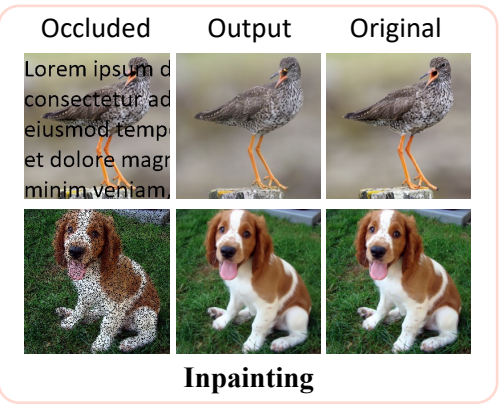 Occluded Output Original
Lorem ipsum d
consectetur ad
eiusmod temp
et dolore magr
minim veniam,
Inpainting